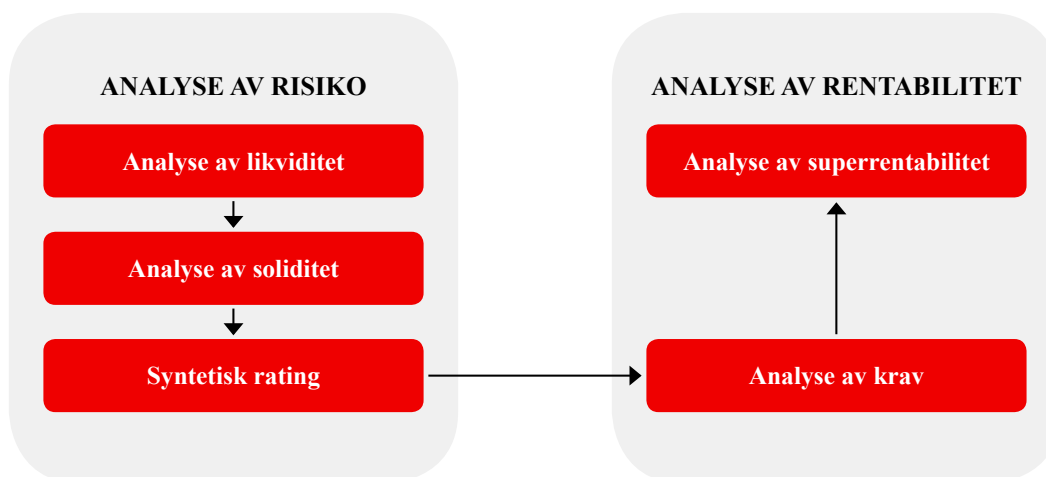 ANALYSE AV RISIKO
Analyse av likviditet
Analyse av soliditet
Syntetisk rating
ANALYSE AV RENTABILITET
Analyse av superrentabilitet
Analyse av krav